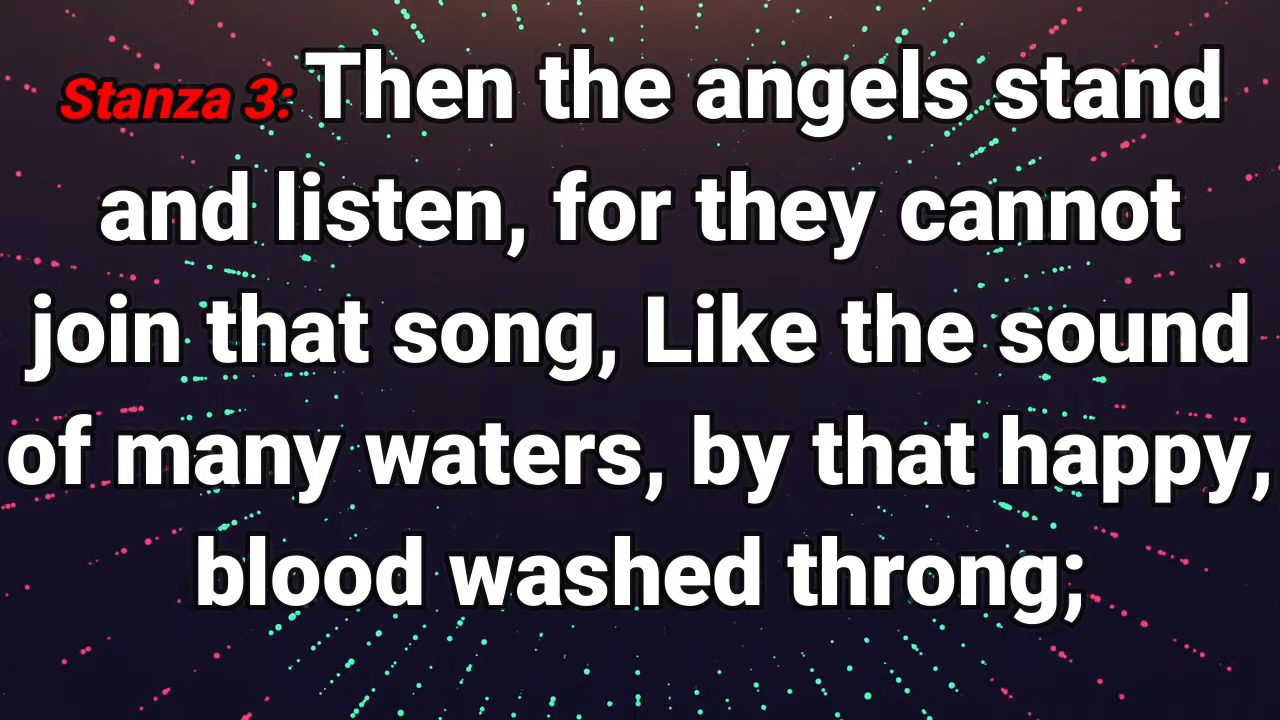 Stanza 3: Then the angels stand
and listen, for they cannot
join that song, Like the sound
of many waters, by that happy,
blood washed throng;